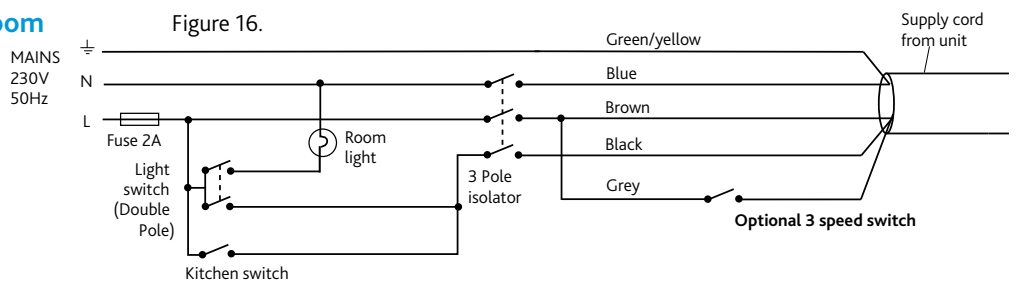 oom
Figure 16.
MAINS
230V
50Hz
N
L
Fuse 2A
Light
switch
(Double
Pole)
Kitchen switch
Room
light
3 Pole
isolator
Green/yellow
Blue
Brown
Black
Grey
Optional 3 speed switch
Supply cord
from unit